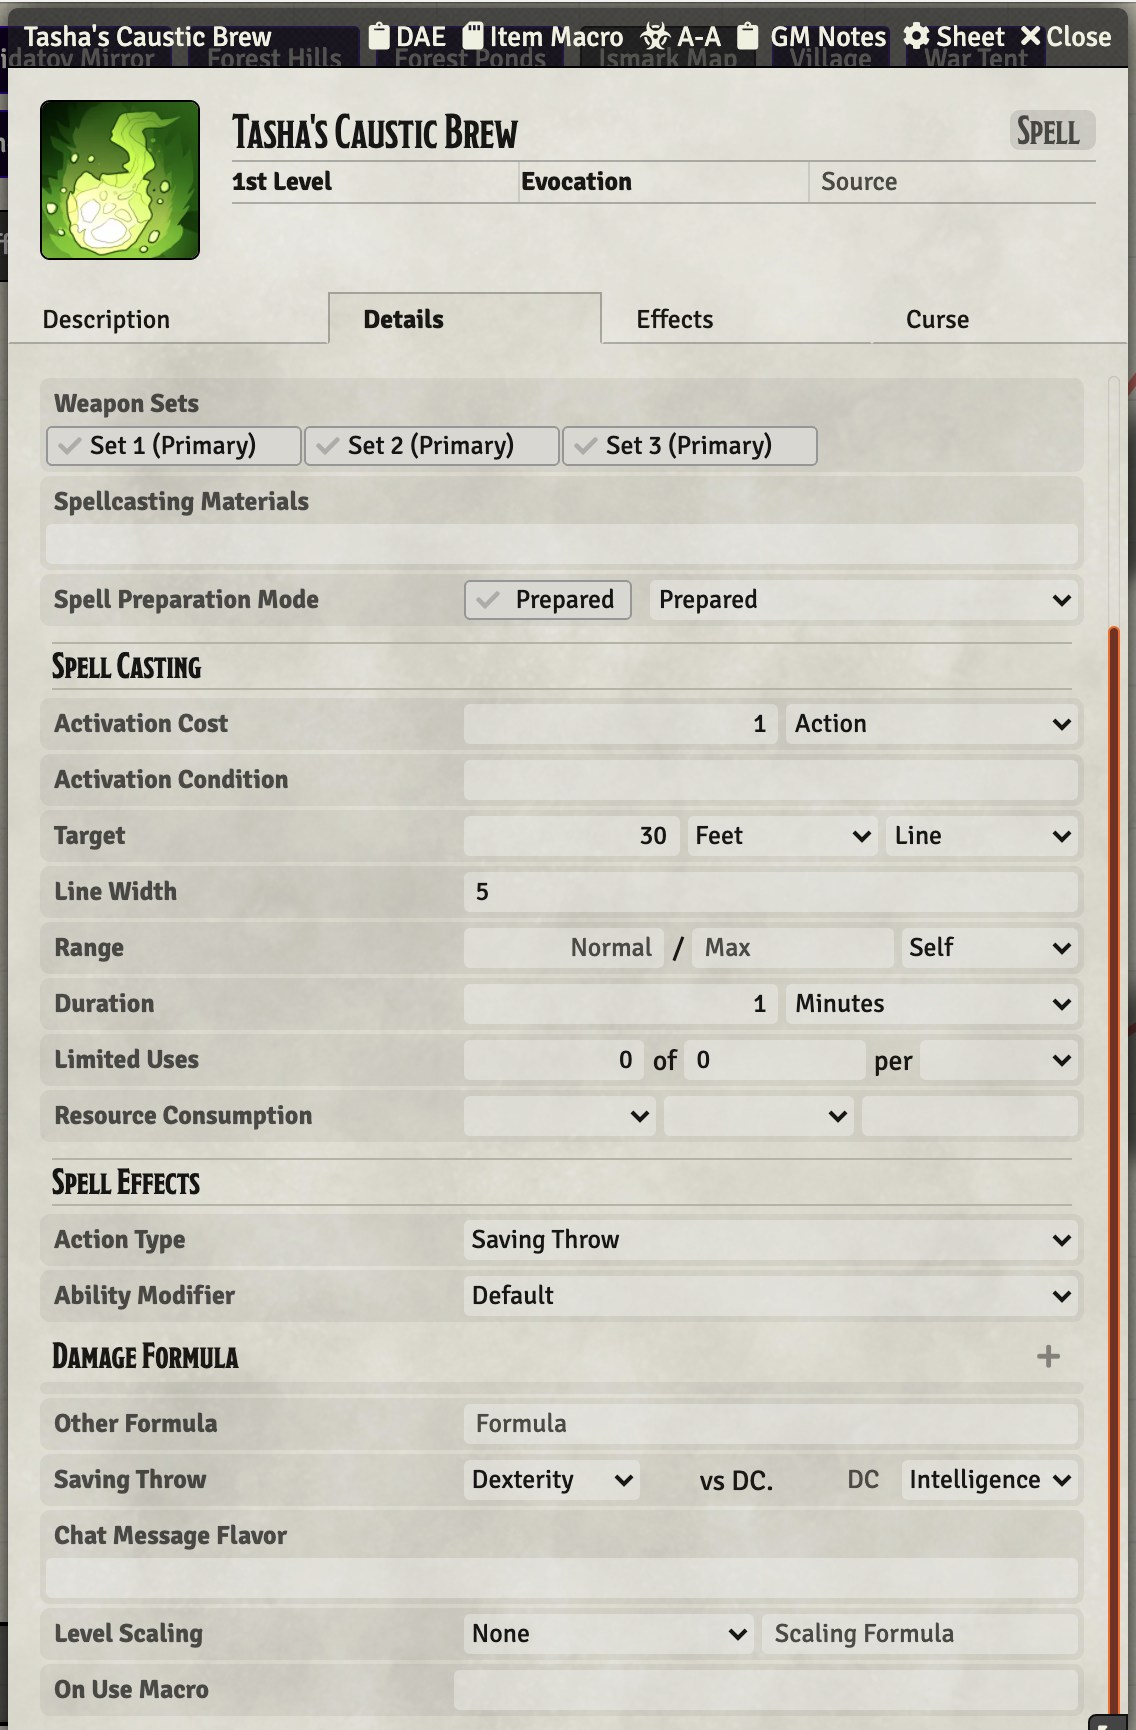 Tasha's Caustic Brew DAE Item Macro A-A GM Notes Sheet Close
idatov Mirror Forest Hills Forest Ponds Ismark Map Village War Tent
TASHA'S CAUSTIC BREW SPELL
1st Level Evocation Source
Description Details Effects Curse
Weapon Sets
Set 1 (Primary) Set 2 (Primary) Set 3 (Primary)
Spellcasting Materials
Spell Preparation Mode Prepared Prepared
SPELL CASTING
Activation Cost 1 Action
Activation Condition
Target 30 Feet Line
Line Width 5
Range Normal / Max Self
Duration 1 Minutes
Limited Uses 0 of 0 per
Resource Consumption
SPELL EFFECTS
Action Type Saving Throw
Ability Modifier Default
DAMAGE FORMULA
Other Formula Formula
Saving Throw Dexterity vs DC. DC Intelligence
Chat Message Flavor
Level Scaling None Scaling Formula
On Use Macro